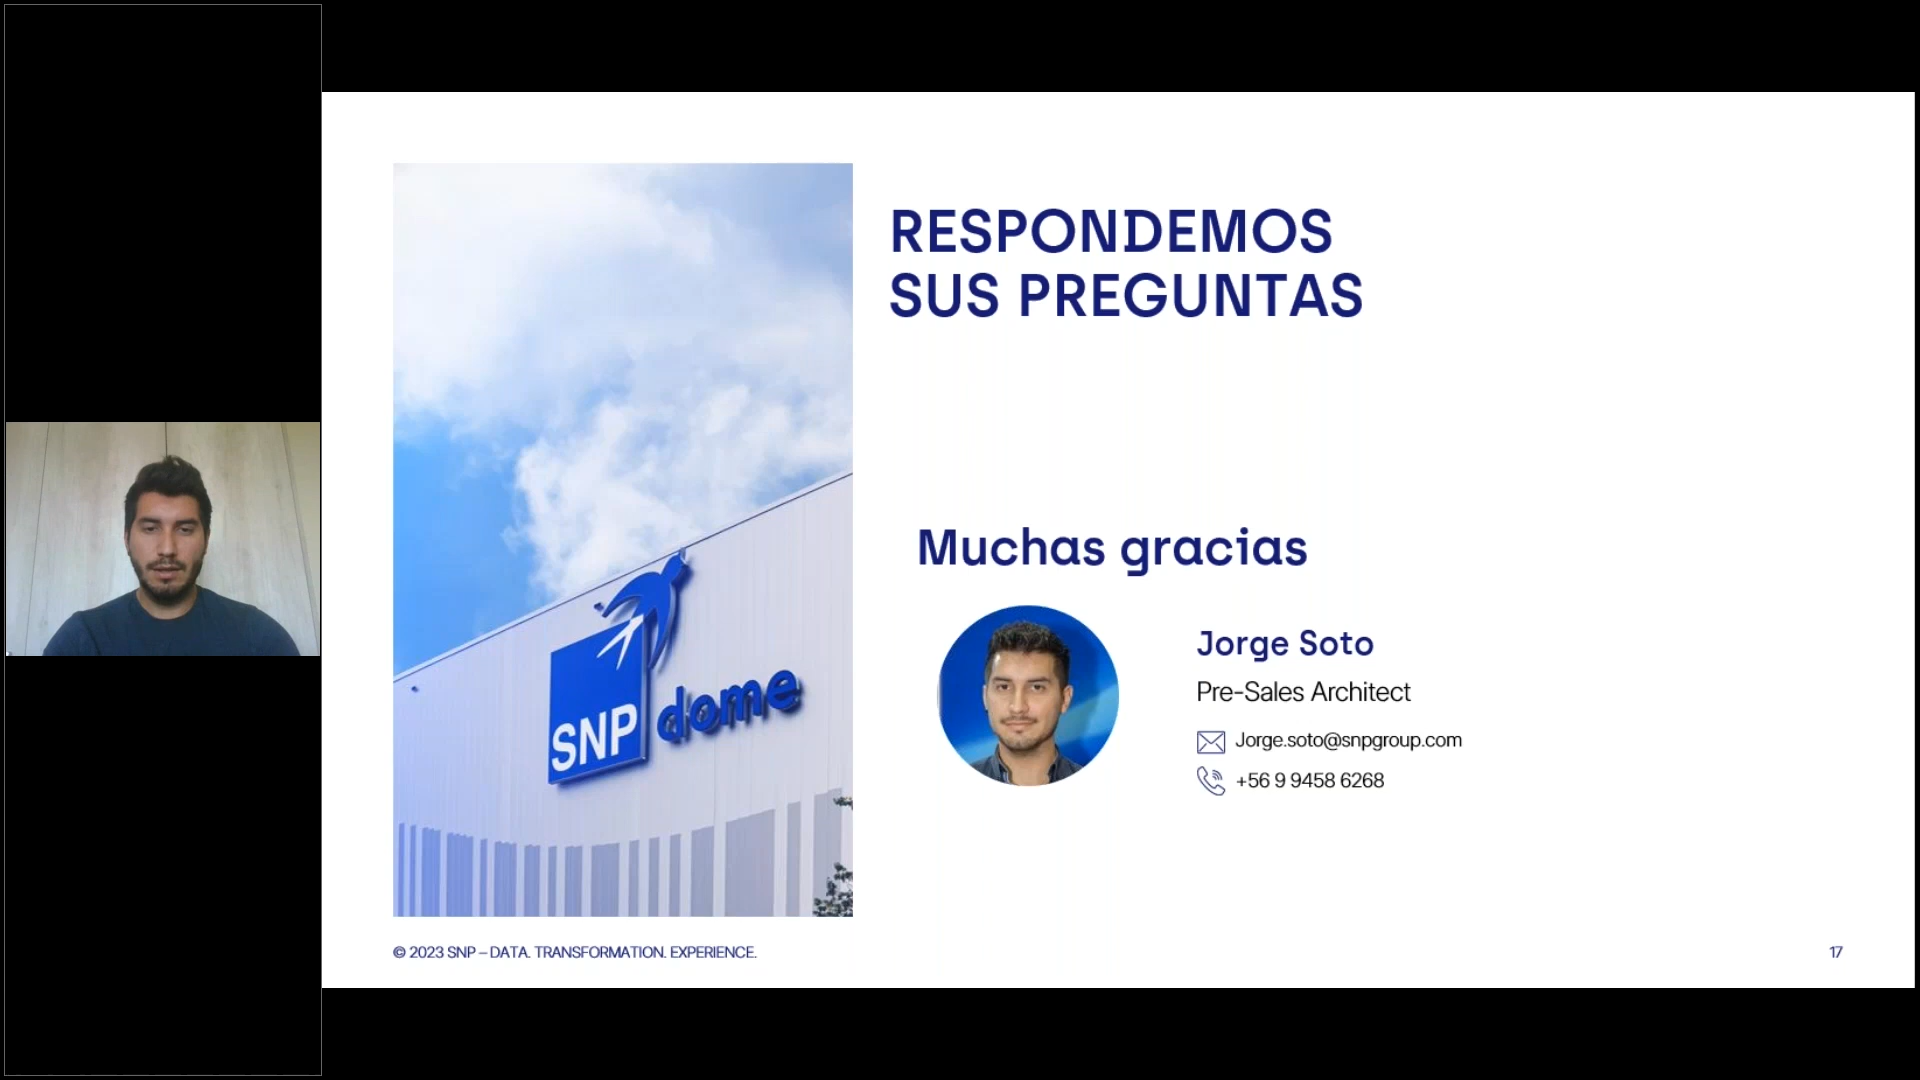 RESPONDEMOS
SUS PREGUNTAS
SNP dome
Muchas gracias
Jorge Soto
Pre-Sales Architect
Jorge.soto@snpgroup.com
+56 9 9458 6268
© 2023 SNP – DATA. TRANSFORMATION. EXPERIENCE.
17